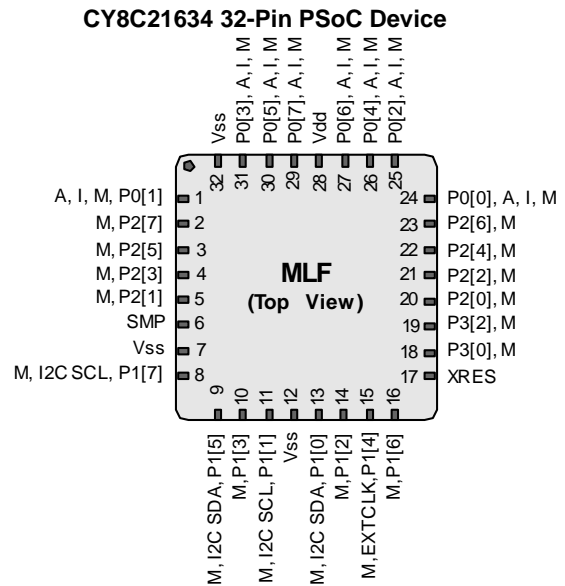 CY8C21634 32-Pin PSoC Device
Vss
P0[3], A, I, M
P0[5], A, I, M
P0[7], A, I, M
Vdd
P0[6], A, I, M
P0[4], A, I, M
P0[2], A, I, M
32
31
30
29
28
27
26
25
A, I, M, P0[1] 1
M, P2[7] 2
M, P2[5] 3
M, P2[3] 4
M, P2[1] 5
SMP 6
Vss 7
M, I2C SCL, P1[7] 8
MLF
(Top View)
24 P0[0], A, I, M
23 P2[6], M
22 P2[4], M
21 P2[2], M
20 P2[0], M
19 P3[2], M
18 P3[0], M
17 XRES
9
10
11
12
13
14
15
16
M, I2C SDA, P1[5]
M, P1[3]
M, I2C SCL, P1[1]
Vss
M, I2C SDA, P1[0]
M, P1[2]
M, EXTCLK, P1[4]
M, P1[6]